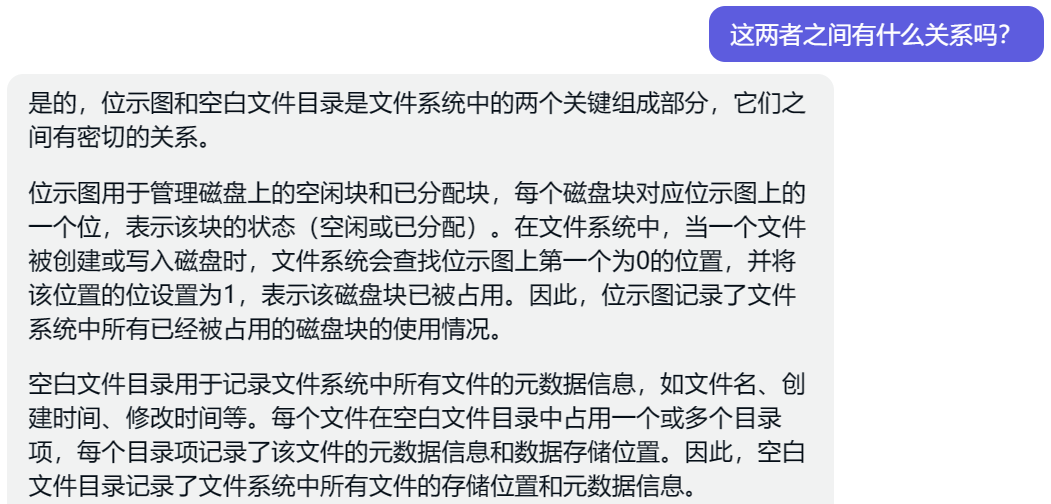 这两者之间有什么关系吗？
是的，位示图和空白文件目录是文件系统中的两个关键组成部分，它们之
间有密切的关系。
位示图用于管理磁盘上的空闲块和已分配块，每个磁盘块对应位示图上的
一个位，表示该块的状态（空闲或已分配）。在文件系统中，当一个文件
被创建或写入磁盘时，文件系统会查找位示图上第一个为0的位置，并将
该位置的位设置为1，表示该磁盘块已被占用。因此，位示图记录了文件
系统中所有已经被占用的磁盘块的使用情况。
空白文件目录用于记录文件系统中所有文件的元数据信息，如文件名、创
建时间、修改时间等。每个文件在空白文件目录中占用一个或多个目录
项，每个目录项记录了该文件的元数据信息和数据存储位置。因此，空白
文件目录记录了文件系统中所有文件的存储位置和元数据信息。